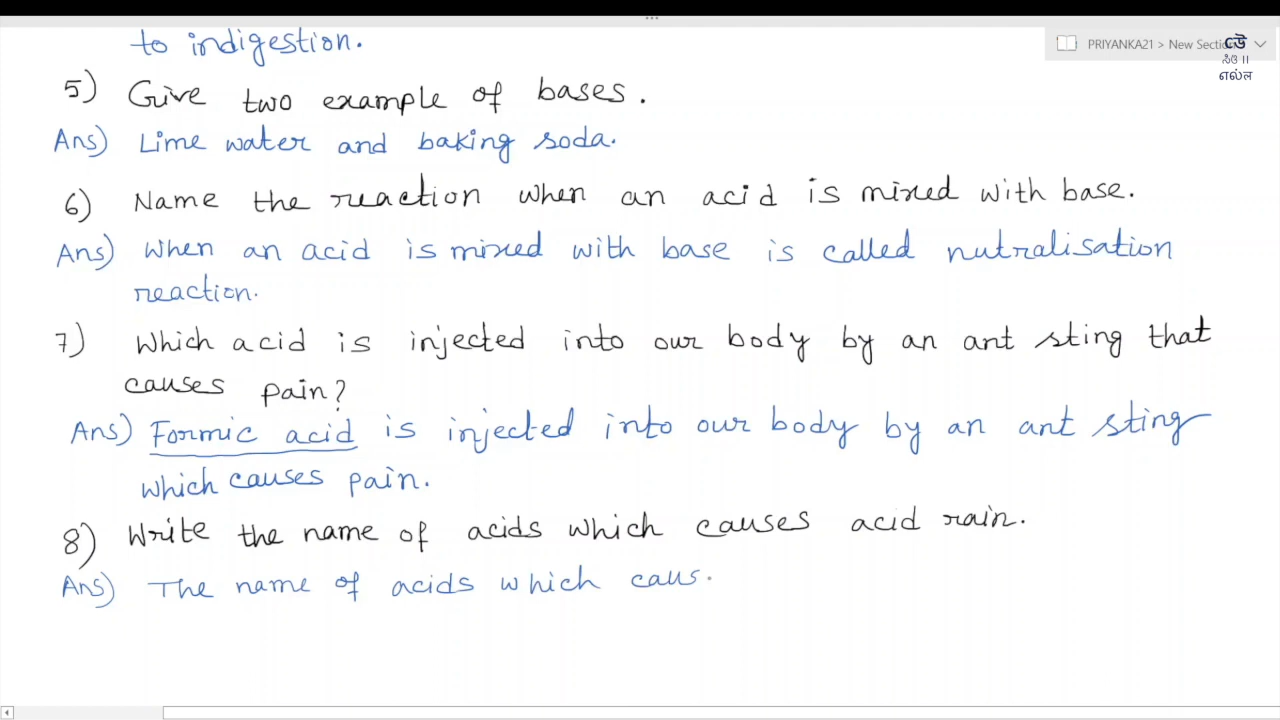 to indigestion.
PRIYANKA21 > New Section
எல்ல
5) Give two example of bases.
Ans) Lime water and baking soda.
6) Name the reaction when an acid is mixed with base.
Ans) When an acid is mixed with base is called nutralisation
reaction.
7) Which acid is injected into our body by an ant sting that
causes pain?
Ans) Formic acid is injected into our body by an ant sting
which causes pain.
8) Write the name of acids which causes acid rain.
Ans) The name of acids which caus